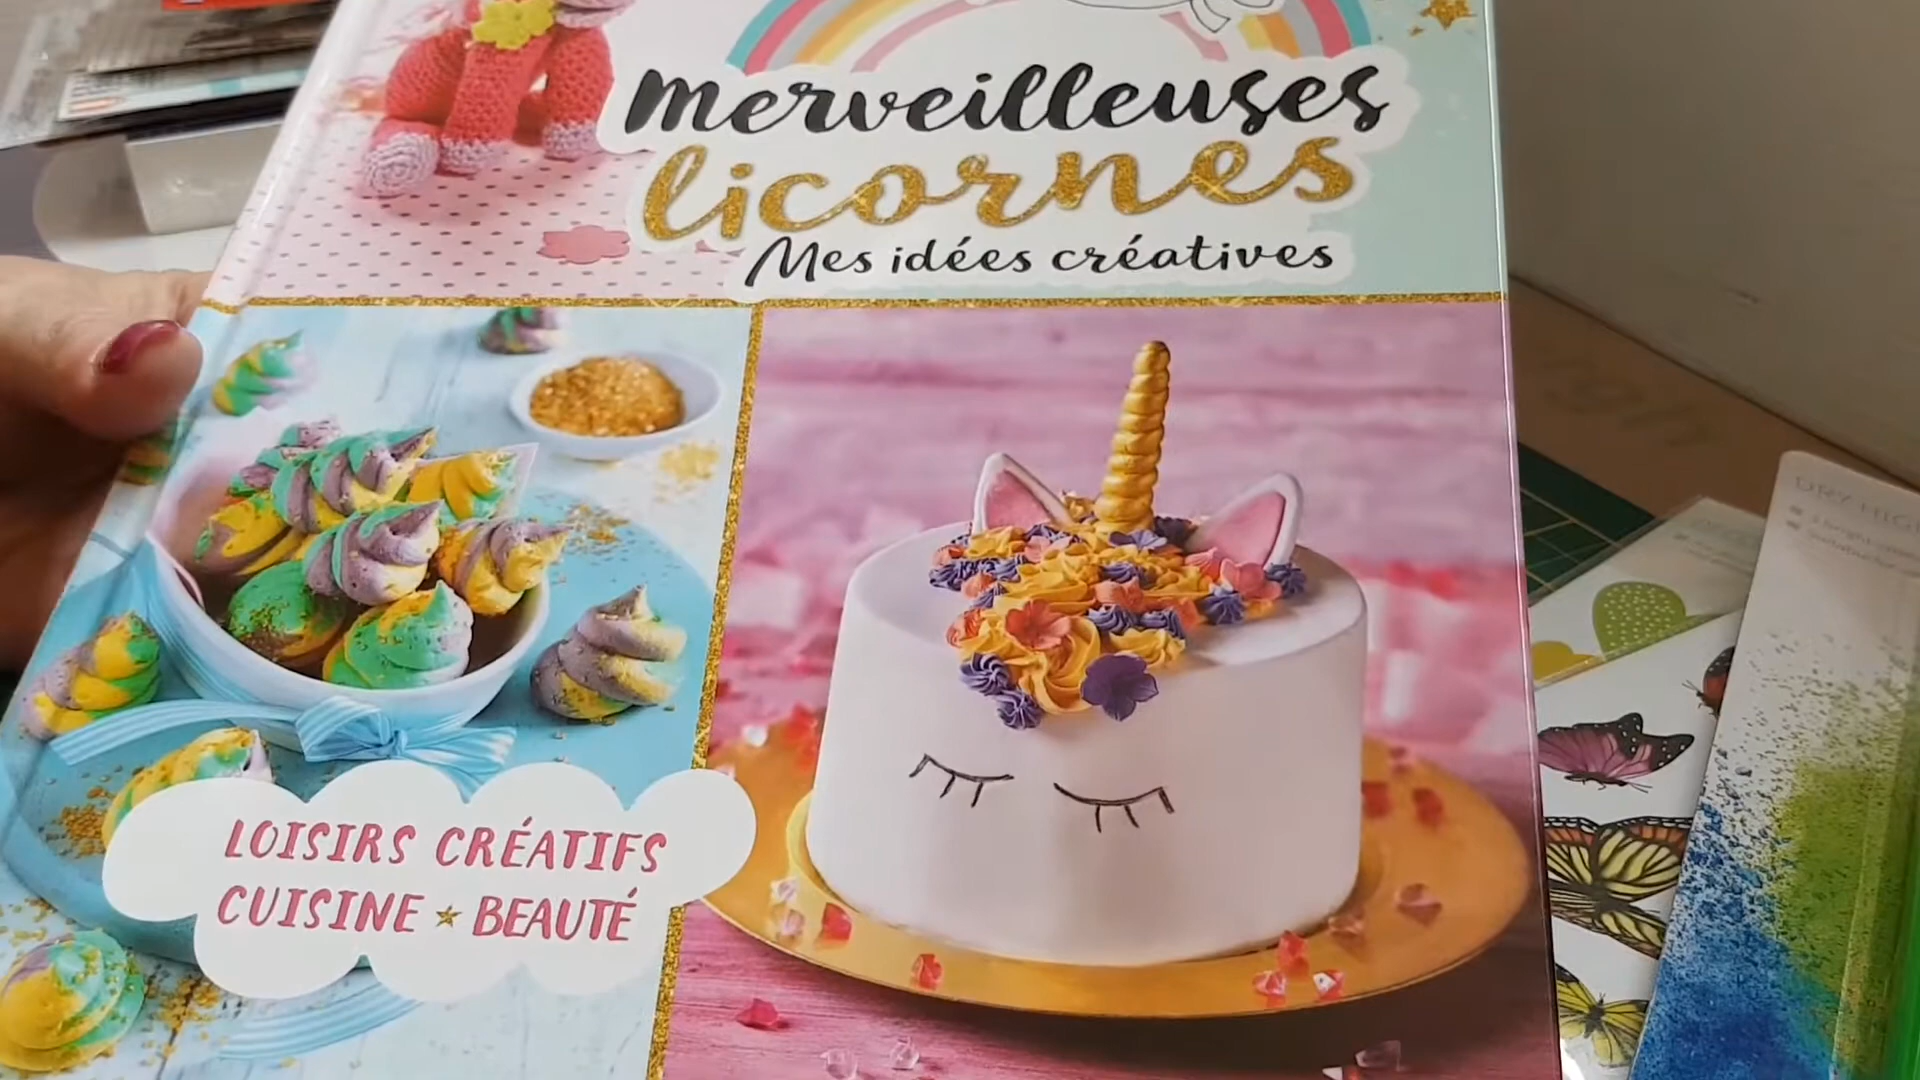 merveilleuses
licornes
Mes idées créatives
LOISIRS CRÉATIFS
CUISINE ★ BEAUTÉ